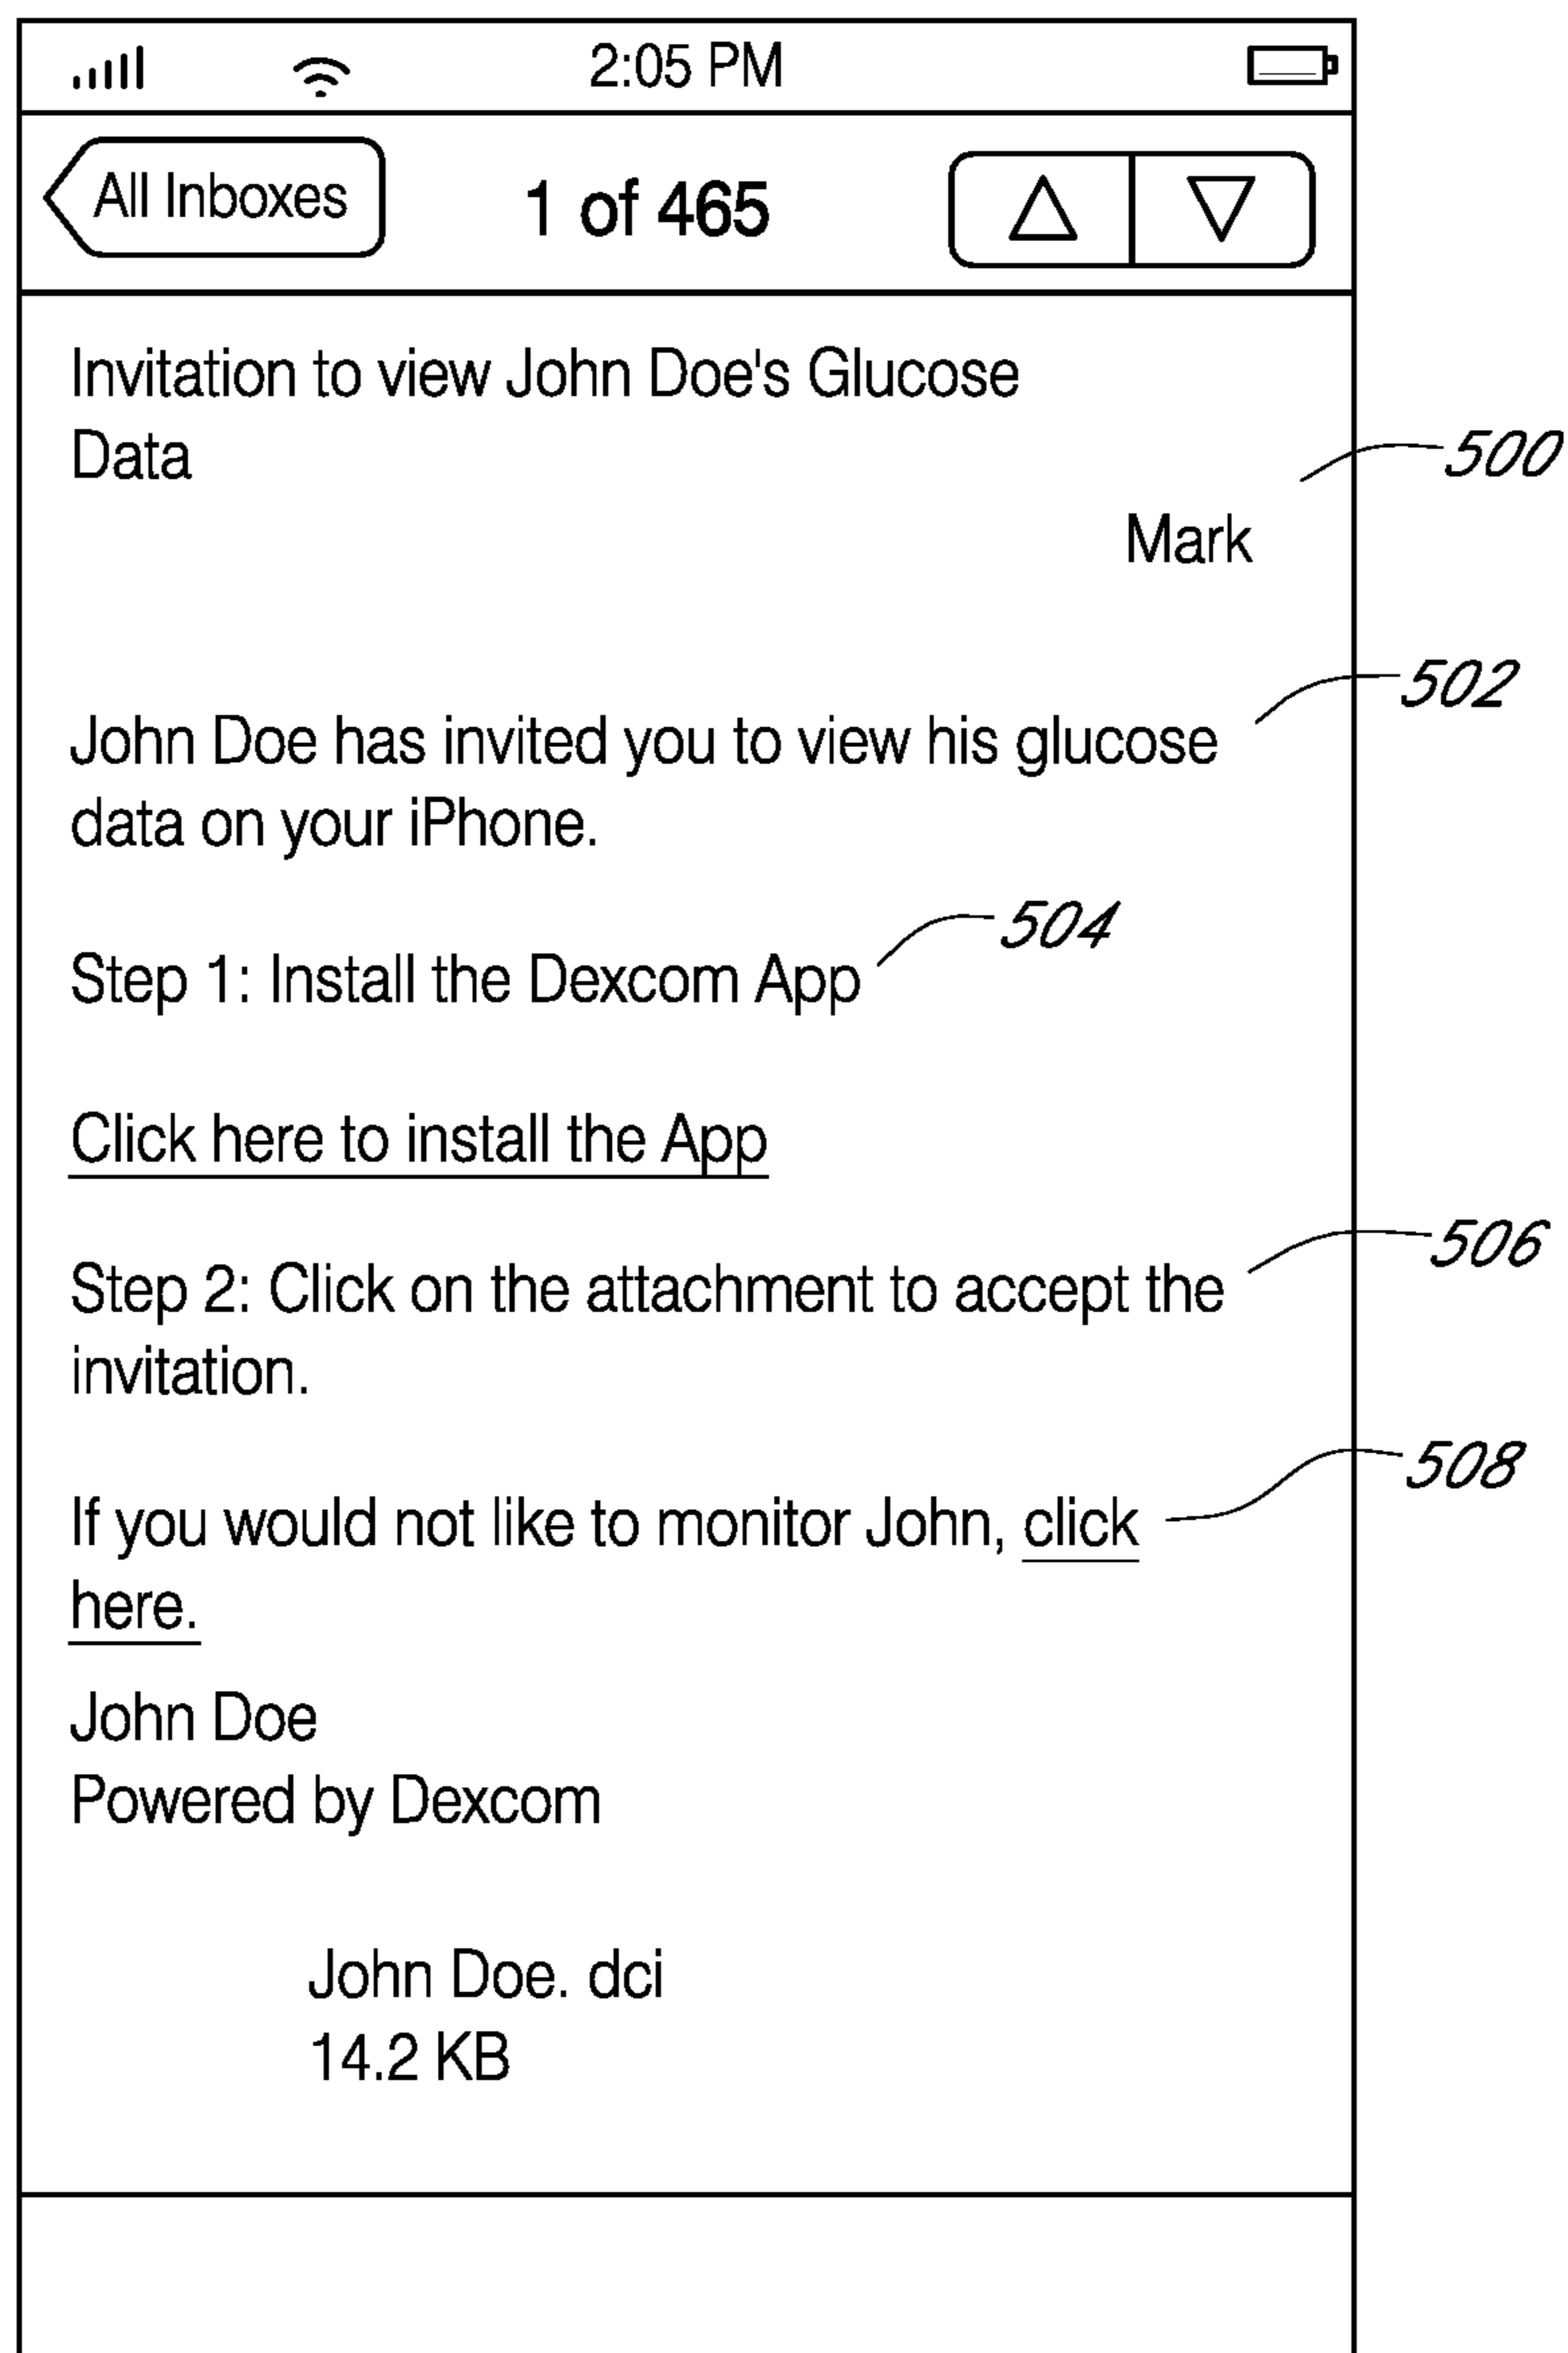 2:05 PM
All Inboxes
1 of 465
Invitation to view John Doe's Glucose
Data
500
Mark
502
John Doe has invited you to view his glucose
data on your iPhone.
504
Step 1: Install the Dexcom App
Click here to install the App
506
Step 2: Click on the attachment to accept the
invitation.
508
If you would not like to monitor John, click
here.
John Doe
Powered by Dexcom
John Doe. dci
14.2 KB